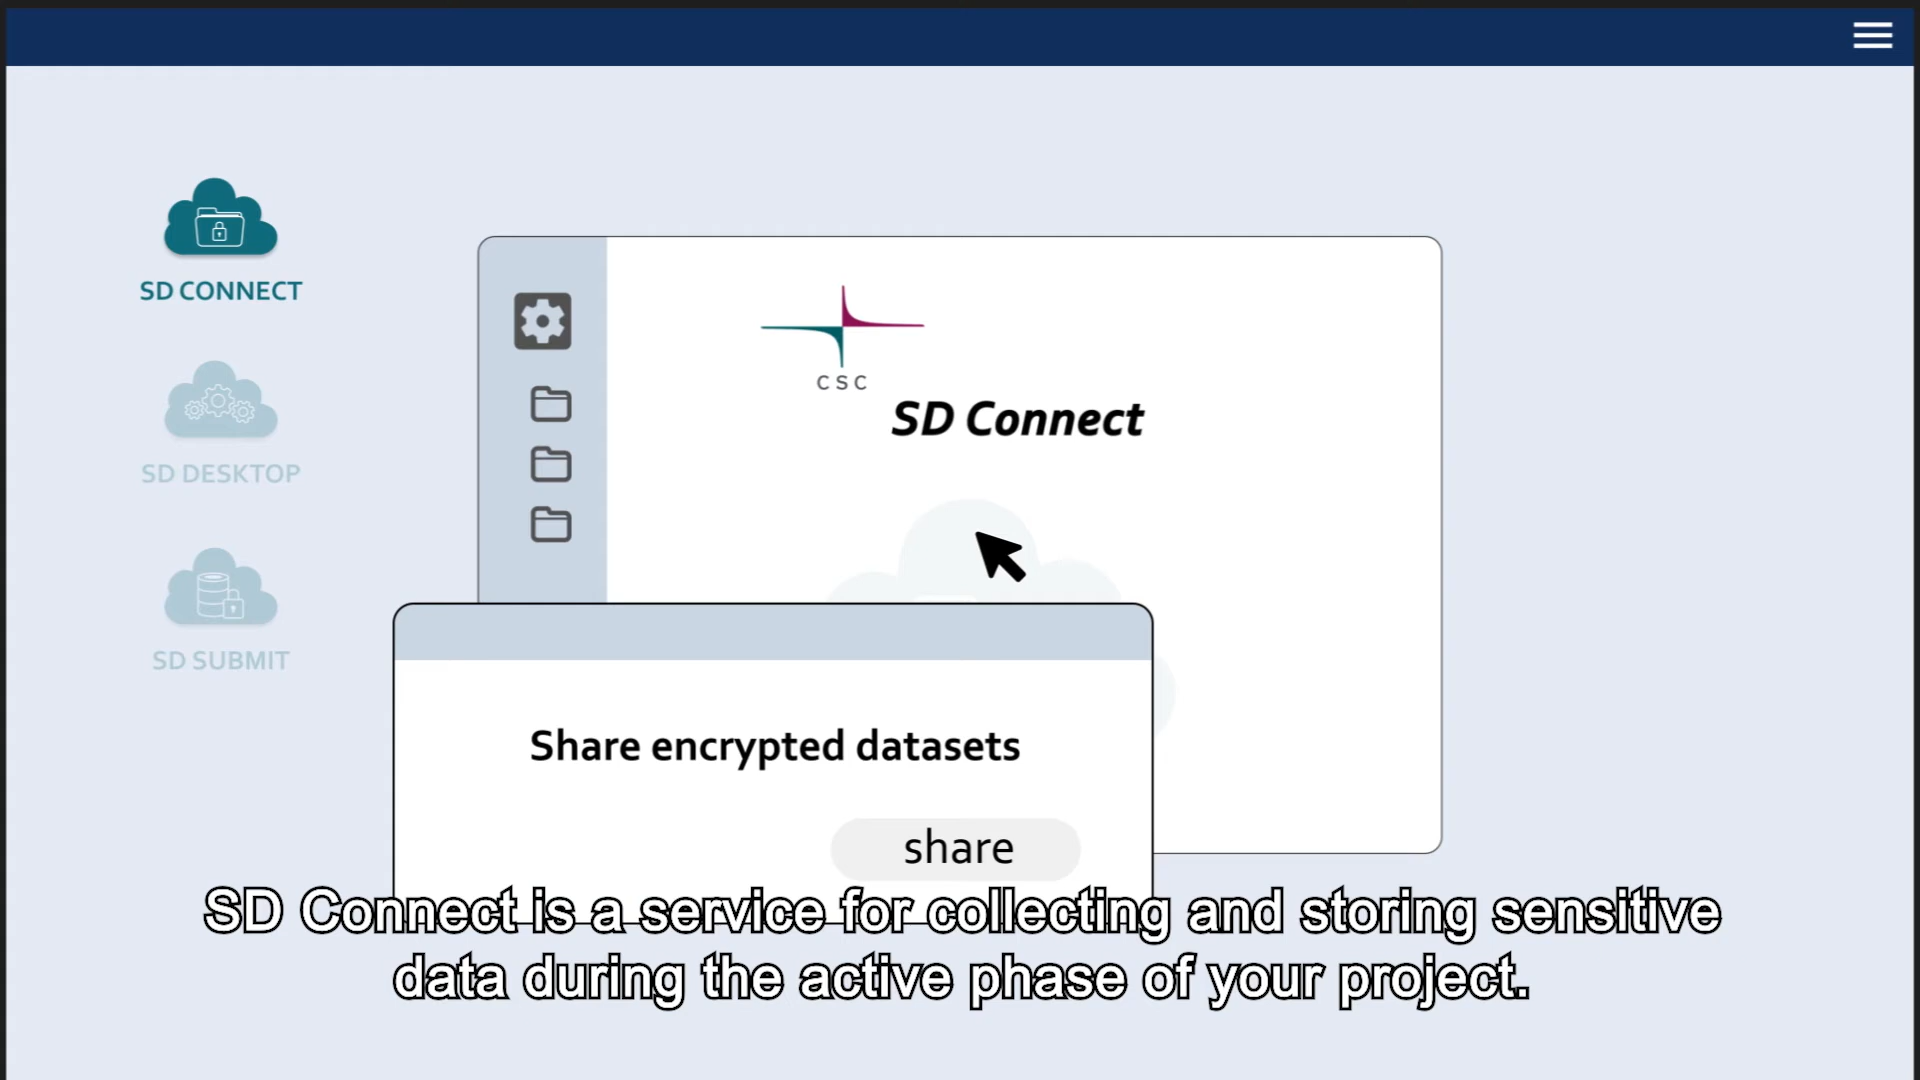 SD CONNECT
SD DESKTOP
SD SUBMIT
CSC
SD Connect
Share encrypted datasets
share
SD Connect is a service for collecting and storing sensitive
data during the active phase of your project.